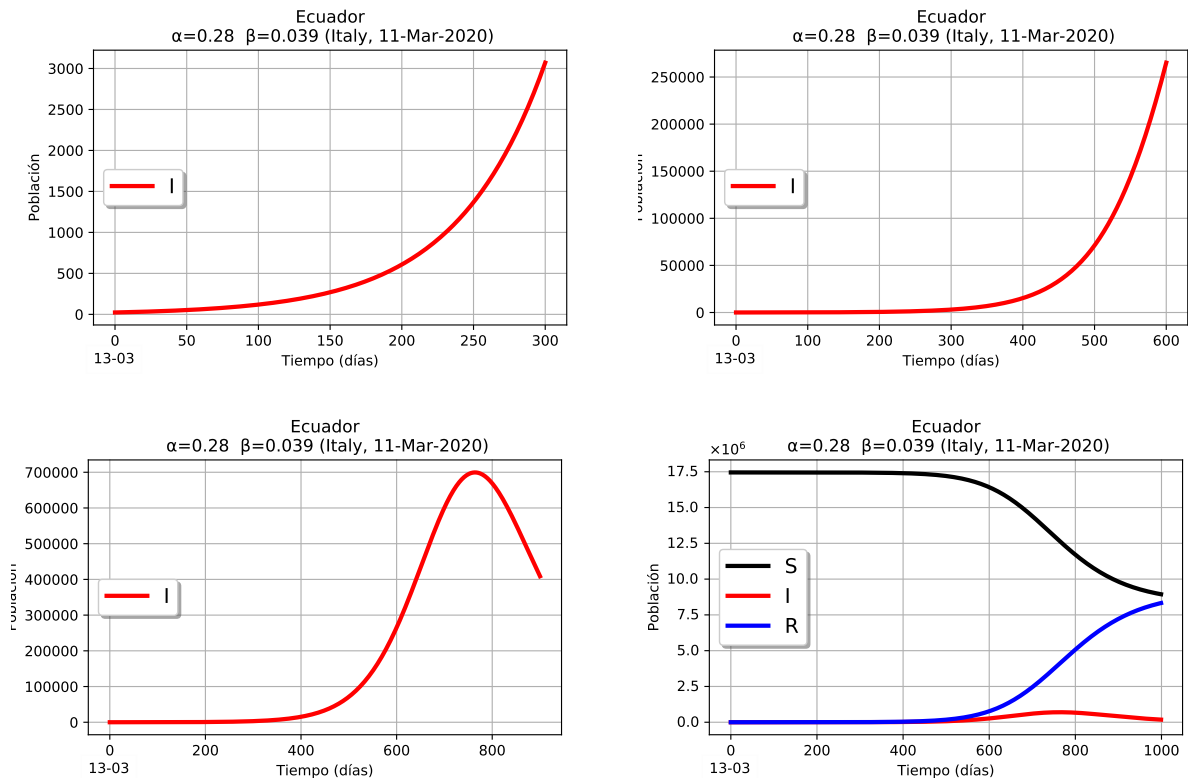 Ecuador
α=0.28 β=0.039 (Italy, 11-Mar-2020)
3000
2500
2000
1500
1000
500
0
Población
I
0 50 100 150 200 250 300
13-03
Tiempo (días)
Ecuador
α=0.28 β=0.039 (Italy, 11-Mar-2020)
250000
200000
150000
100000
50000
0
Población
I
0 100 200 300 400 500 600
13-03
Tiempo (días)
Ecuador
α=0.28 β=0.039 (Italy, 11-Mar-2020)
700000
600000
500000
400000
300000
200000
100000
0
Población
I
0 200 400 600 800
13-03
Tiempo (días)
Ecuador
×10⁶ α=0.28 β=0.039 (Italy, 11-Mar-2020)
17.5
15.0
12.5
10.0
7.5
5.0
2.5
0.0
Población
S
I
R
0 200 400 600 800 1000
13-03
Tiempo (días)